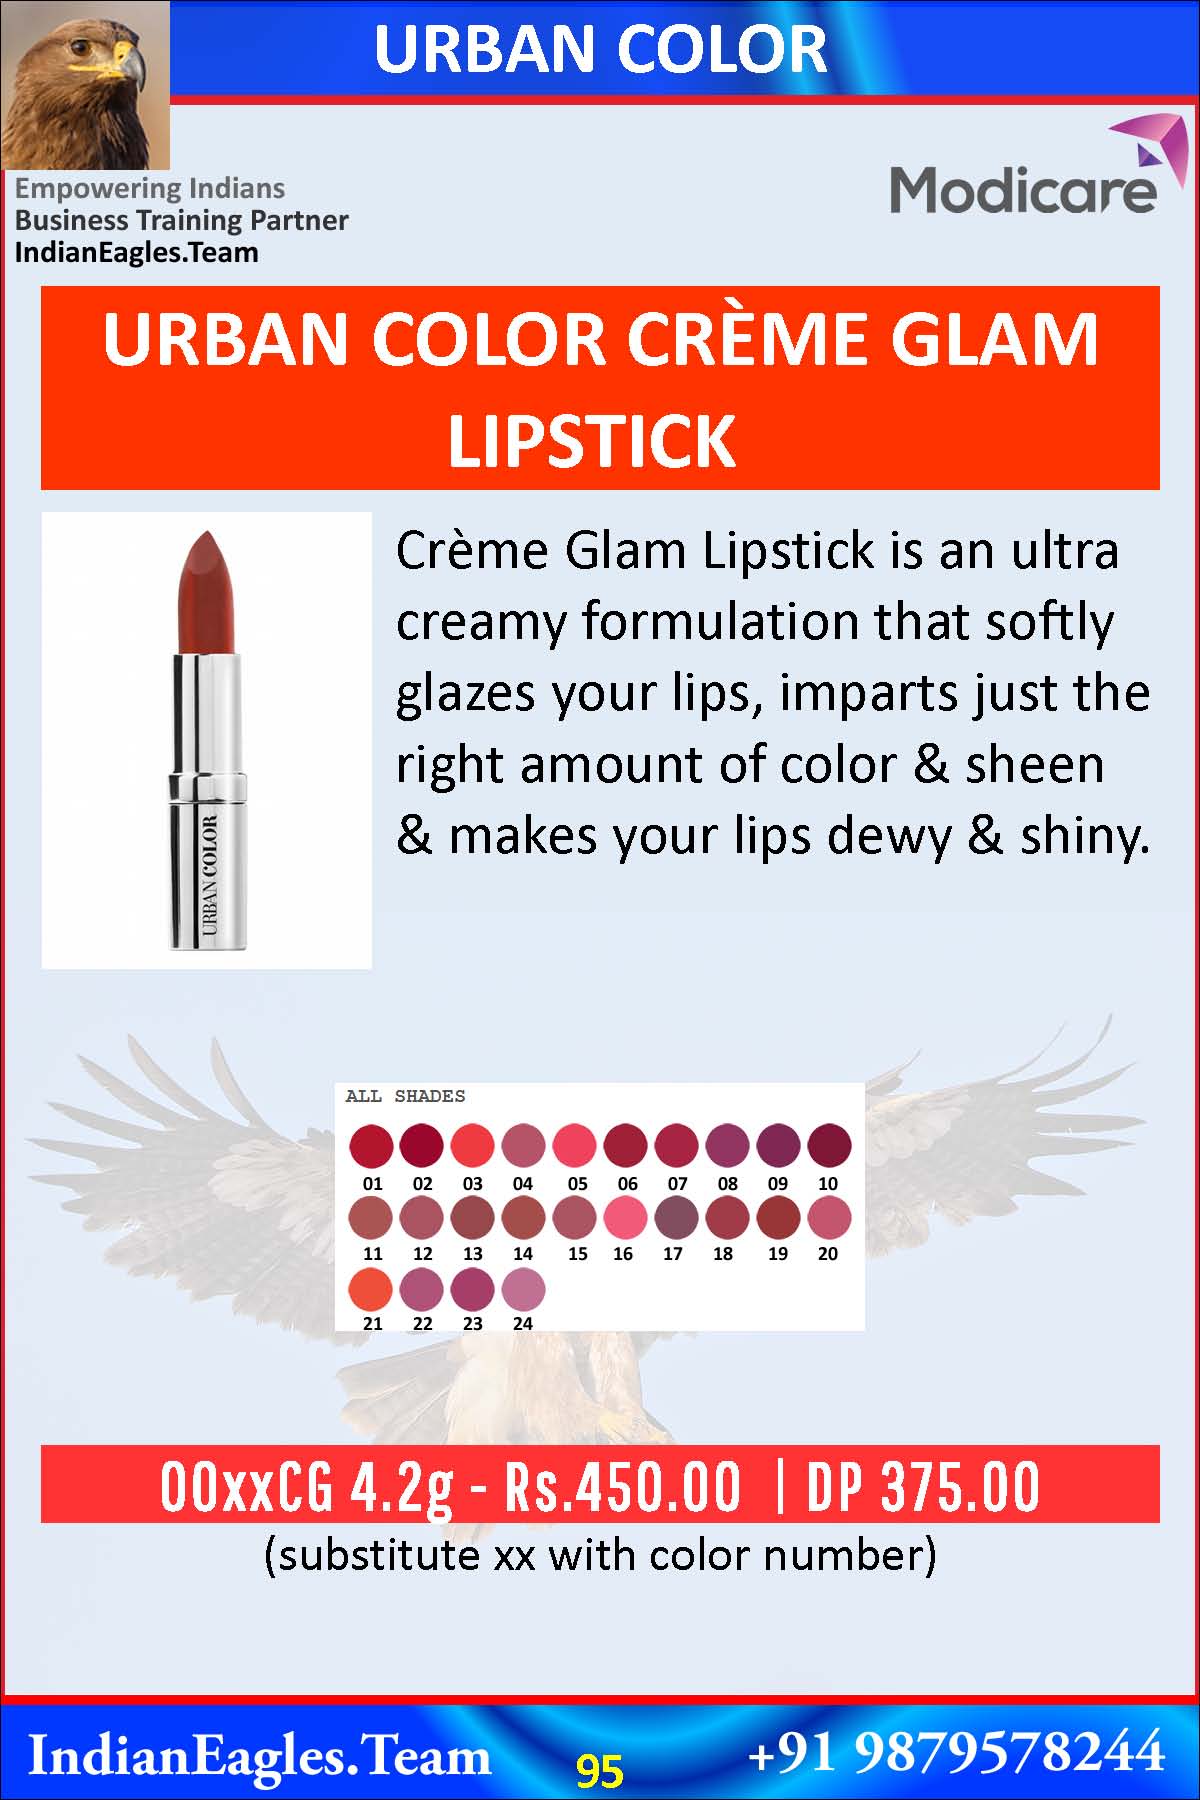 URBAN COLOR
Empowering Indians
Business Training Partner
IndianEagles.Team
Modicare
URBAN COLOR CRÈME GLAM
LIPSTICK
Crème Glam Lipstick is an ultra
creamy formulation that softly
glazes your lips, imparts just the
right amount of color & sheen
& makes your lips dewy & shiny.
URBAN COLOR
ALL SHADES
01 02 03 04 05 06 07 08 09 10
11 12 13 14 15 16 17 18 19 20
21 22 23 24
00xxCG 4.2g - Rs.450.00 | DP 375.00
(substitute xx with color number)
IndianEagles.Team 95 +91 9879578244